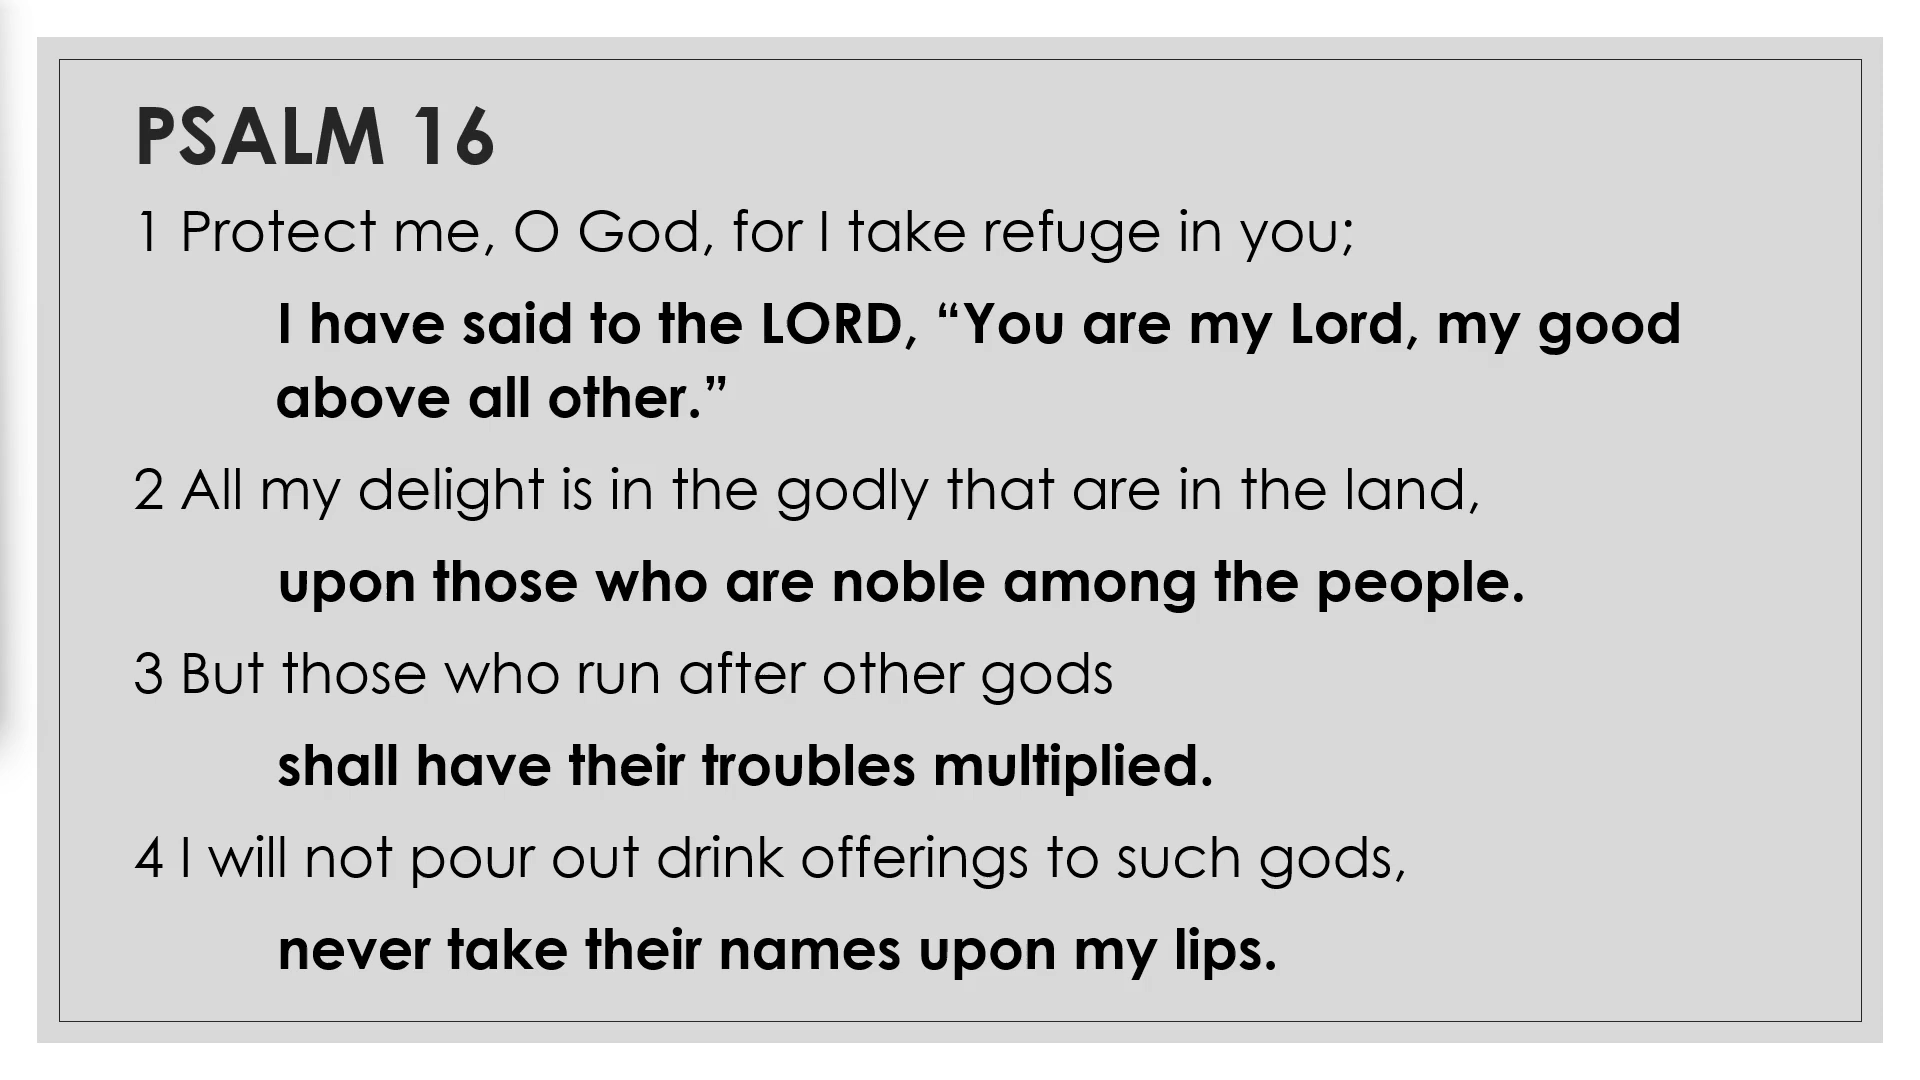 PSALM 16
1 Protect me, O God, for I take refuge in you;
I have said to the LORD, “You are my Lord, my good
above all other.”
2 All my delight is in the godly that are in the land,
upon those who are noble among the people.
3 But those who run after other gods
shall have their troubles multiplied.
4 I will not pour out drink offerings to such gods,
never take their names upon my lips.